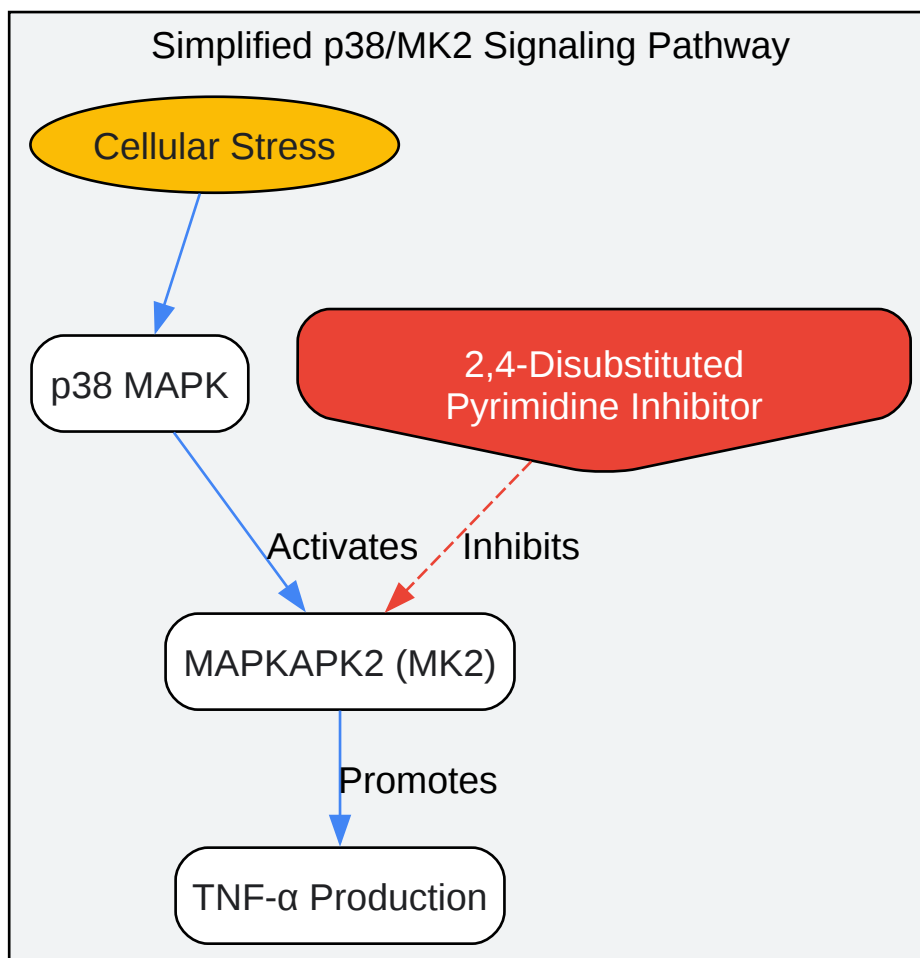 Simplified p38/MK2 Signaling Pathway
Cellular Stress
p38 MAPK
2,4-Disubstituted
Pyrimidine Inhibitor
Activates
Inhibits
MAPKAPK2 (MK2)
Promotes
TNF-α Production